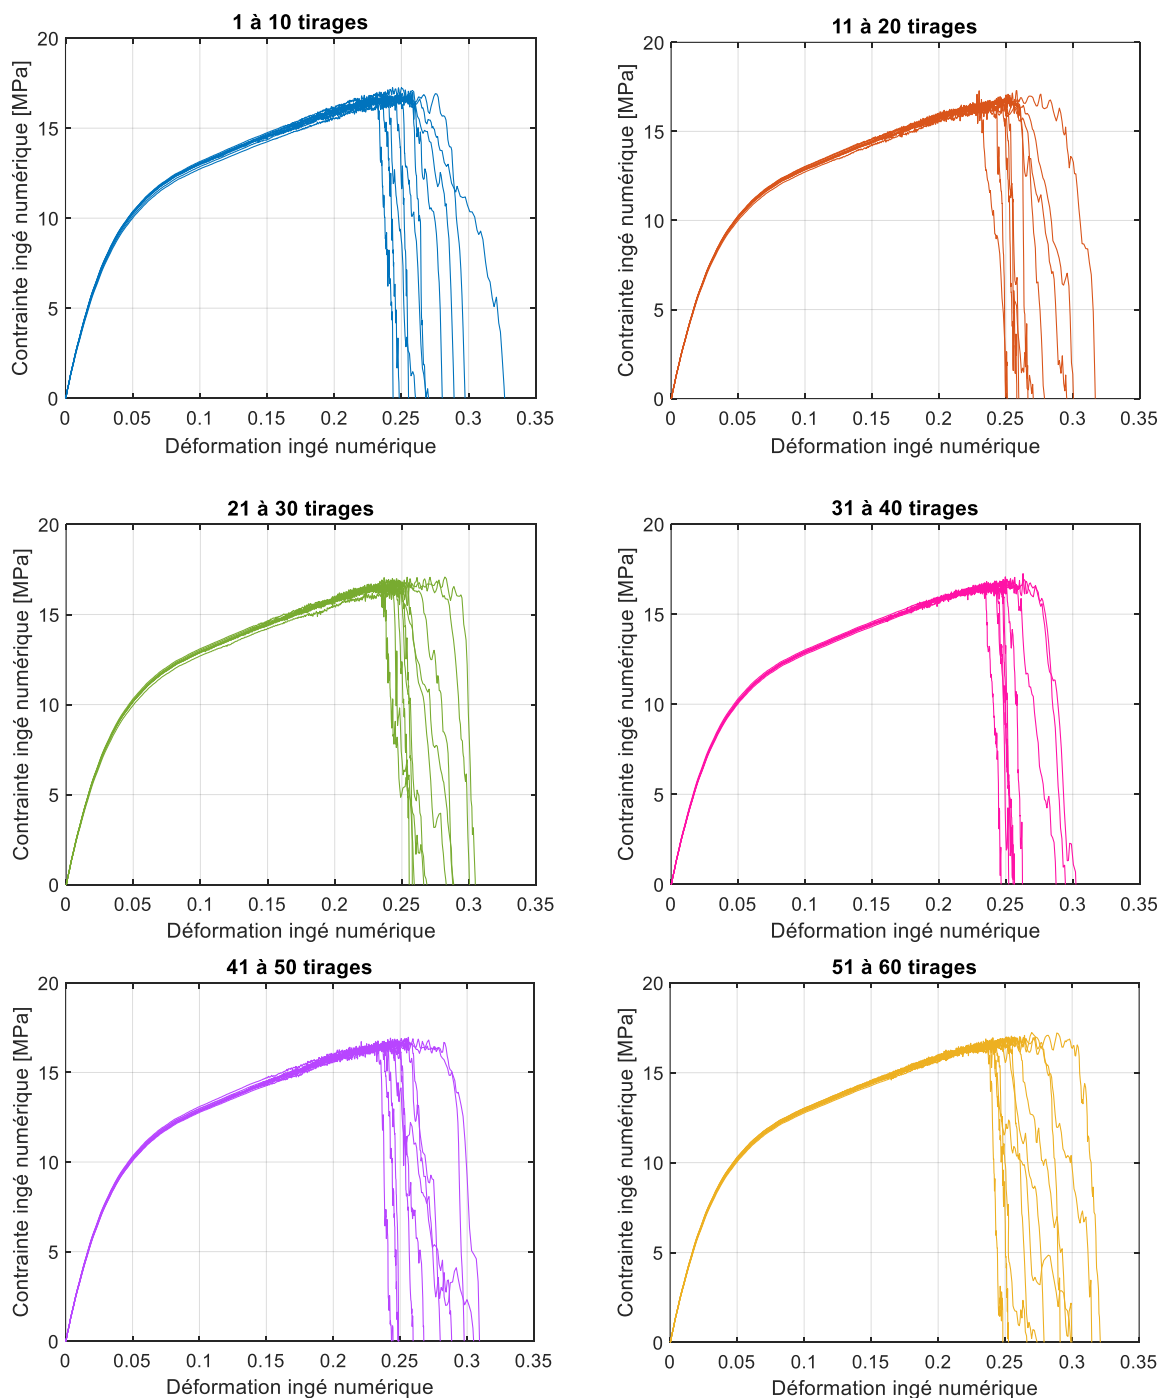 1 à 10 tirages
20
15
10
5
0
Contrainte ingé numérique [MPa]
0 0.05 0.1 0.15 0.2 0.25 0.3 0.35
Déformation ingé numérique
11 à 20 tirages
20
15
10
5
0
Contrainte ingé numérique [MPa]
0 0.05 0.1 0.15 0.2 0.25 0.3 0.35
Déformation ingé numérique
21 à 30 tirages
20
15
10
5
0
Contrainte ingé numérique [MPa]
0 0.05 0.1 0.15 0.2 0.25 0.3 0.35
Déformation ingé numérique
31 à 40 tirages
20
15
10
5
0
Contrainte ingé numérique [MPa]
0 0.05 0.1 0.15 0.2 0.25 0.3 0.35
Déformation ingé numérique
41 à 50 tirages
20
15
10
5
0
Contrainte ingé numérique [MPa]
0 0.05 0.1 0.15 0.2 0.25 0.3 0.35
Déformation ingé numérique
51 à 60 tirages
20
15
10
5
0
Contrainte ingé numérique [MPa]
0 0.05 0.1 0.15 0.2 0.25 0.3 0.35
Déformation ingé numérique